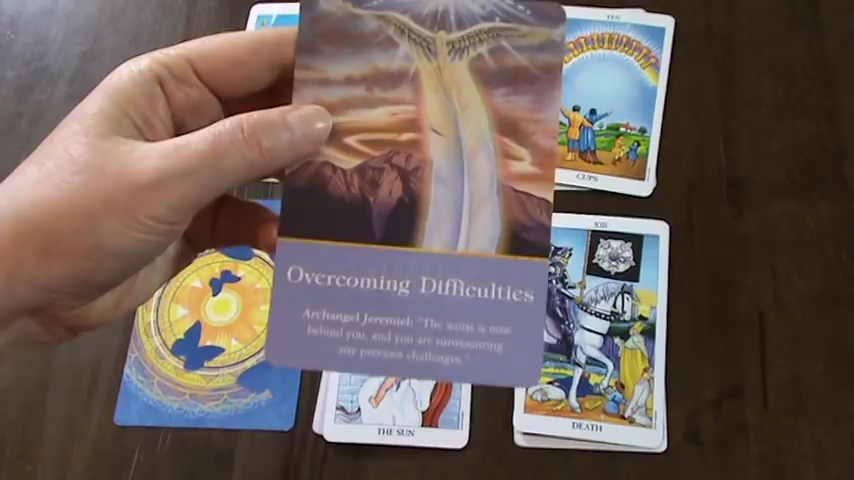 TEN
CUPS
XIII
Overcoming Difficulties
Archangel Jeremiel: "The worst is now
behind you, and you are surmounting
any previous challenges."
THE SUN
DEATH